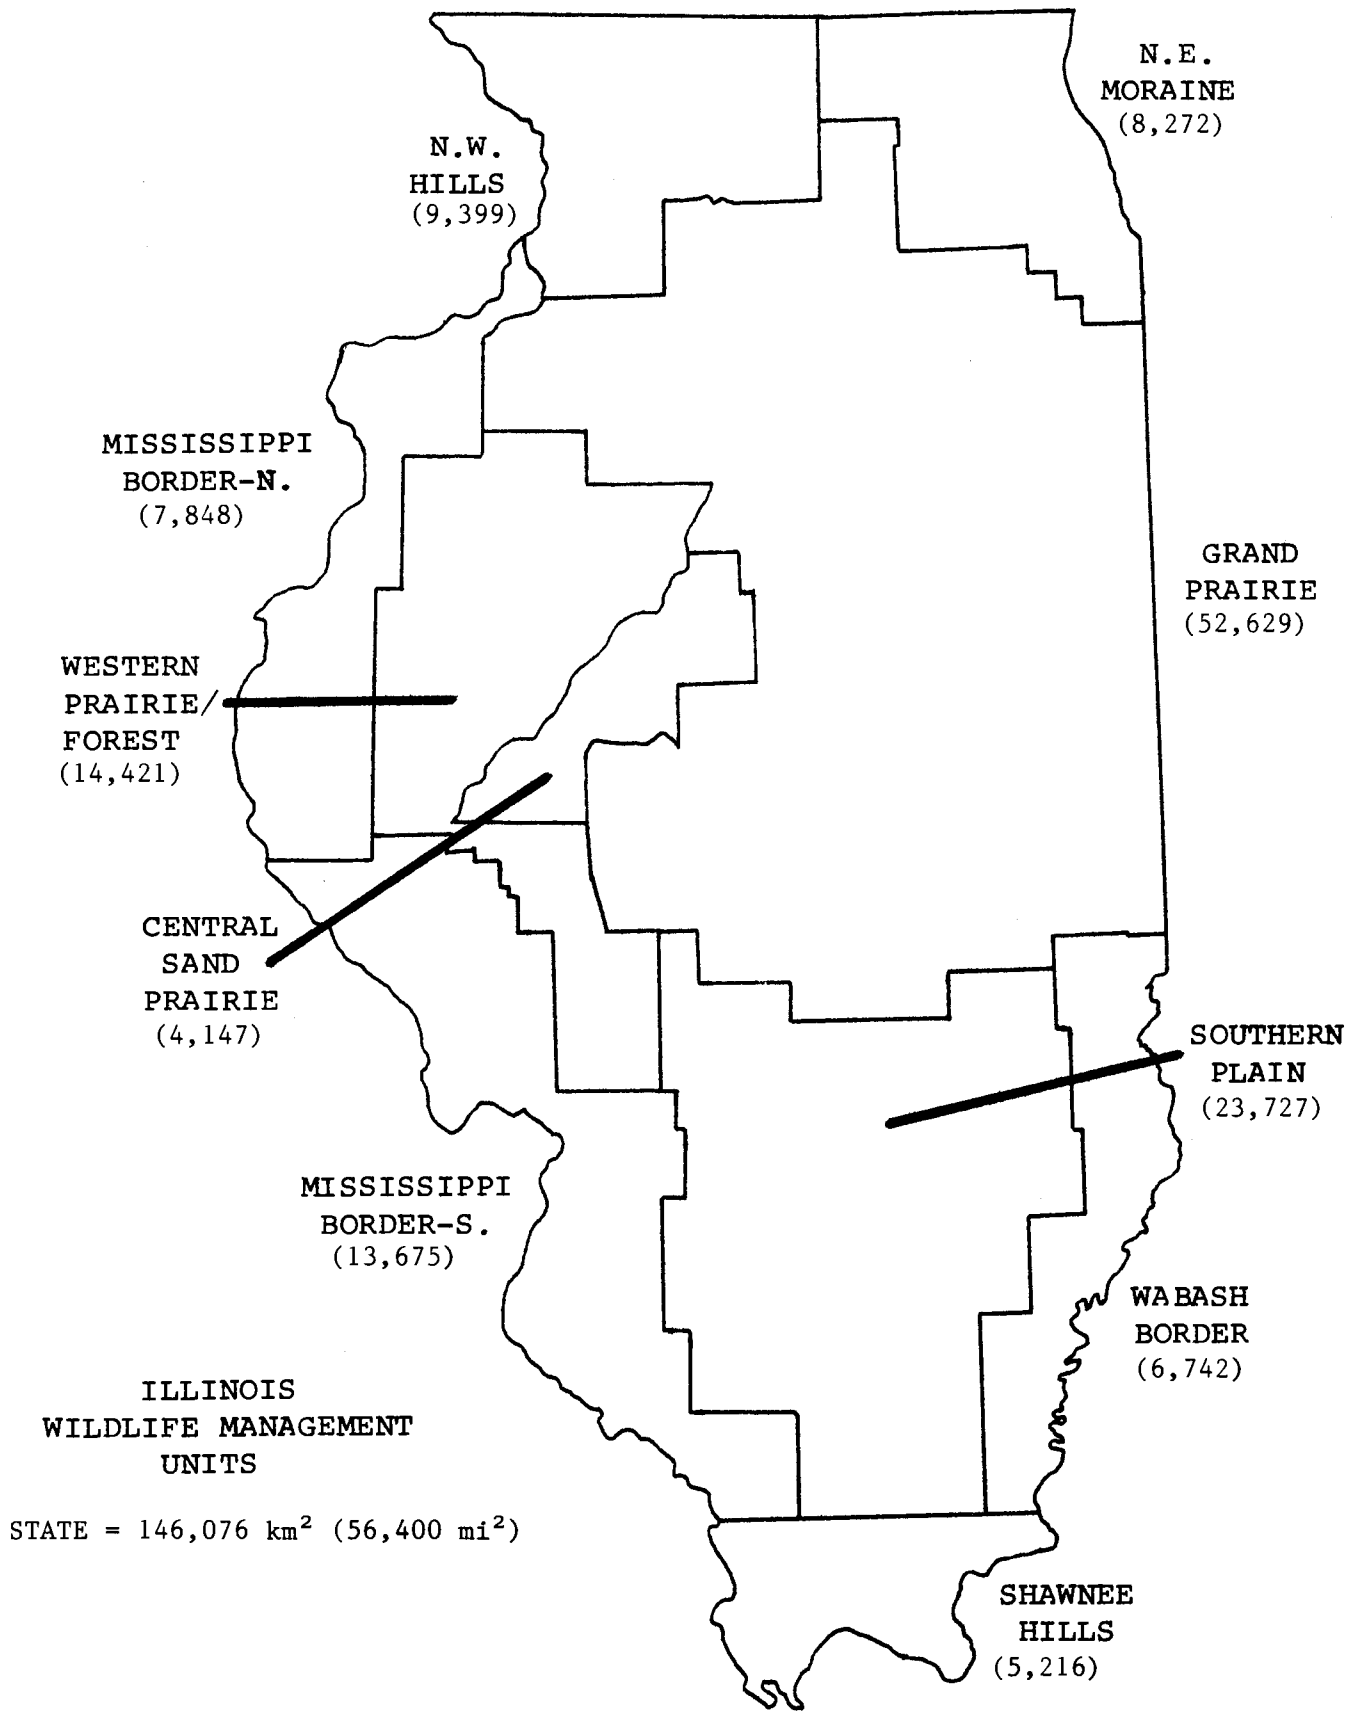 N.E.
MORAINE
(8,272)
N.W.
HILLS
(9,399)
MISSISSIPPI
BORDER-N.
(7,848)
GRAND
PRAIRIE
(52,629)
WESTERN
PRAIRIE/
FOREST
(14,421)
CENTRAL
SAND
PRAIRIE
(4,147)
SOUTHERN
PLAIN
(23,727)
MISSISSIPPI
BORDER-S.
(13,675)
WABASH
BORDER
(6,742)
ILLINOIS
WILDLIFE MANAGEMENT
UNITS
STATE = 146,076 km² (56,400 mi²)
SHAWNEE
HILLS
(5,216)